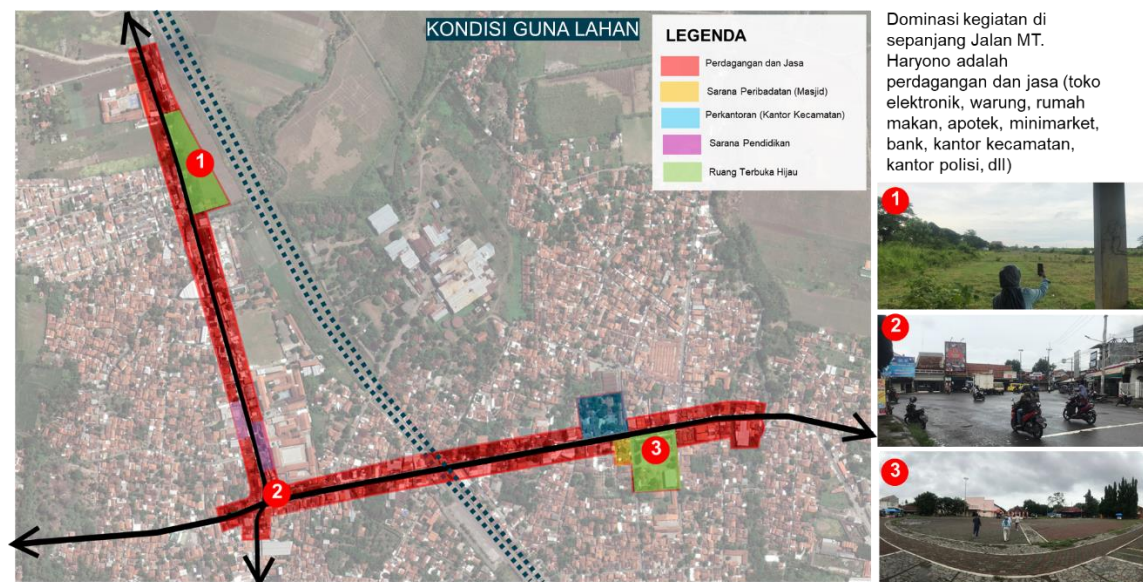 KONDISI GUNA LAHAN
LEGENDA
Perdagangan dan Jasa
Sarana Peribadatan (Masjid)
Perkantoran (Kantor Kecamatan)
Sarana Pendidikan
Ruang Terbuka Hijau
1
2
3
Dominasi kegiatan di
sepanjang Jalan MT.
Haryono adalah
perdagangan dan jasa (toko
elektronik, warung, rumah
makan, apotek, minimarket,
bank, kantor kecamatan,
kantor polisi, dll)
1
2
3